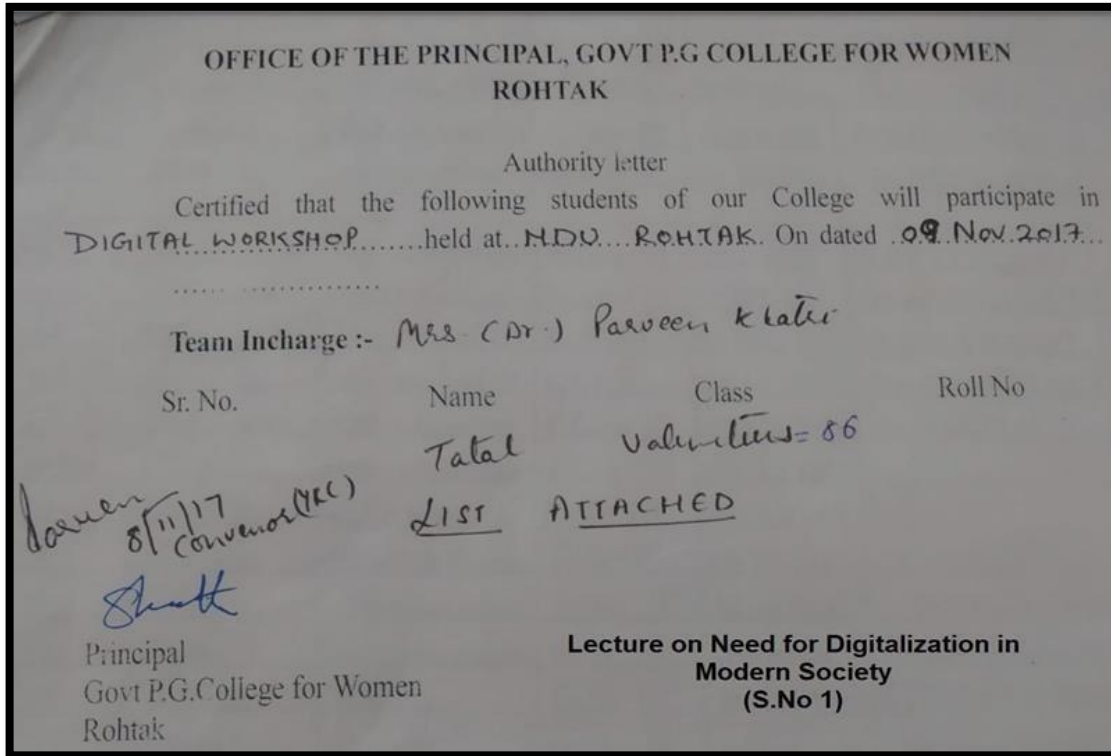 OFFICE OF THE PRINCIPAL, GOVT P.G COLLEGE FOR WOMEN
ROHTAK
Authority letter
Certified that the following students of our College will participate in
DIGITAL WORKSHOP........held at..MDU....ROHTAK. On dated .09.Nov.2017...
...... ...............
Team Incharge :- Mrs (Dr.) Parveen Khatri
Sr. No. Name Class Roll No
Total Volunteers = 86
LIST ATTACHED
Parveen
8/11/17
Convenor (YRC)
Principal
Govt P.G.College for Women
Rohtak
Lecture on Need for Digitalization in
Modern Society
(S.No 1)